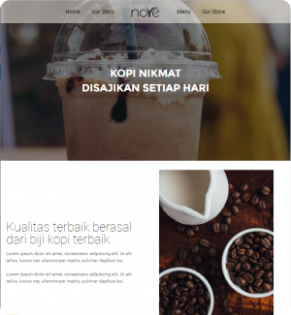 Home Our Story nore Menu Our Store
KOPI NIKMAT
DISAJIKAN SETIAP HARI
Kualitas terbaik berasal
dari biji kopi terbaik
Lorem ipsum dolor sit amet, consectetur adipiscing elit. Ut elit
tellus, luctus nec ullamcorper mattis, pulvinar dapibus leo.
Lorem ipsum dolor sit amet, consectetur adipiscing elit. Ut elit
tellus, luctus nec ullamcorper mattis, pulvinar dapibus leo.